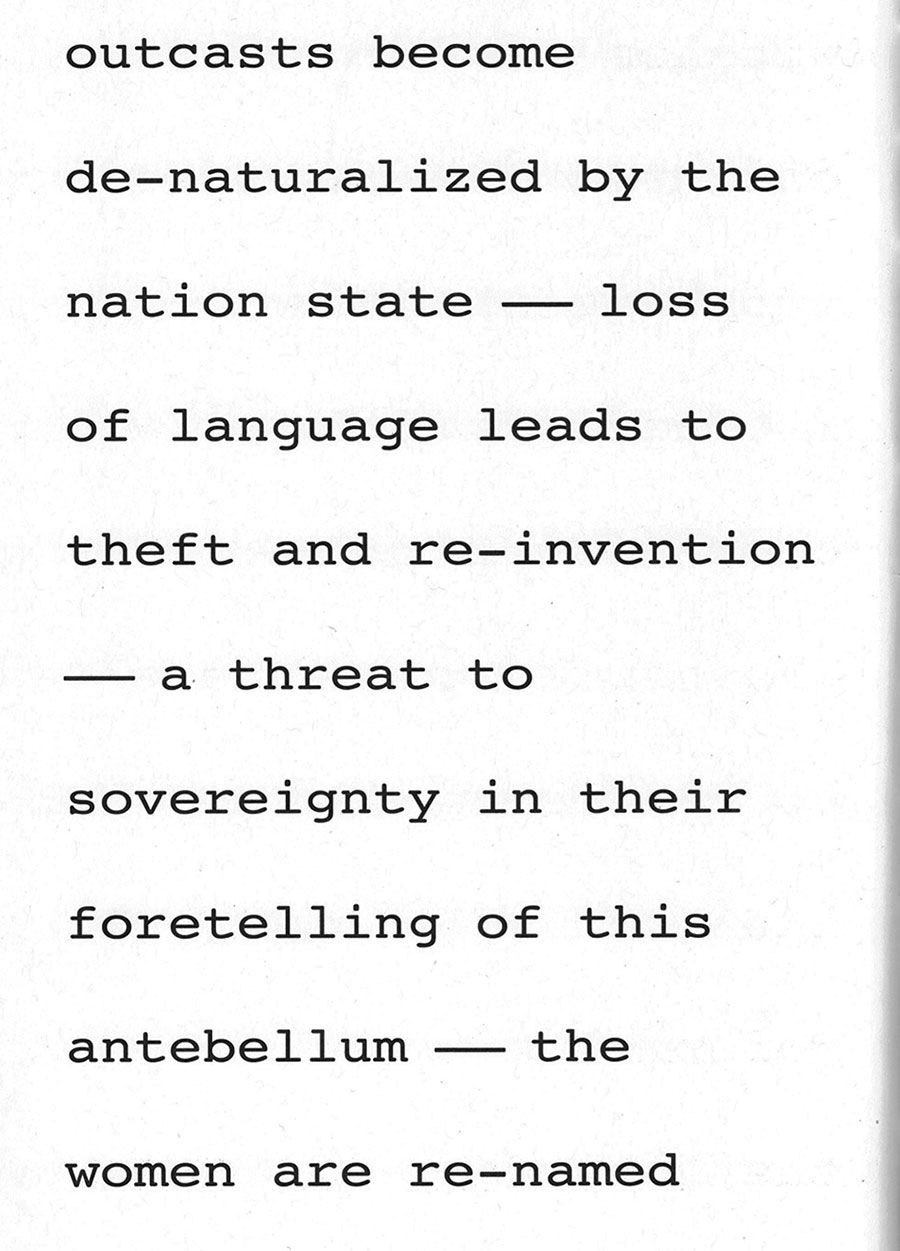 outcasts become
de-naturalized by the
nation state — loss
of language leads to
theft and re-invention
— a threat to
sovereignty in their
foretelling of this
antebellum — the
women are re-named